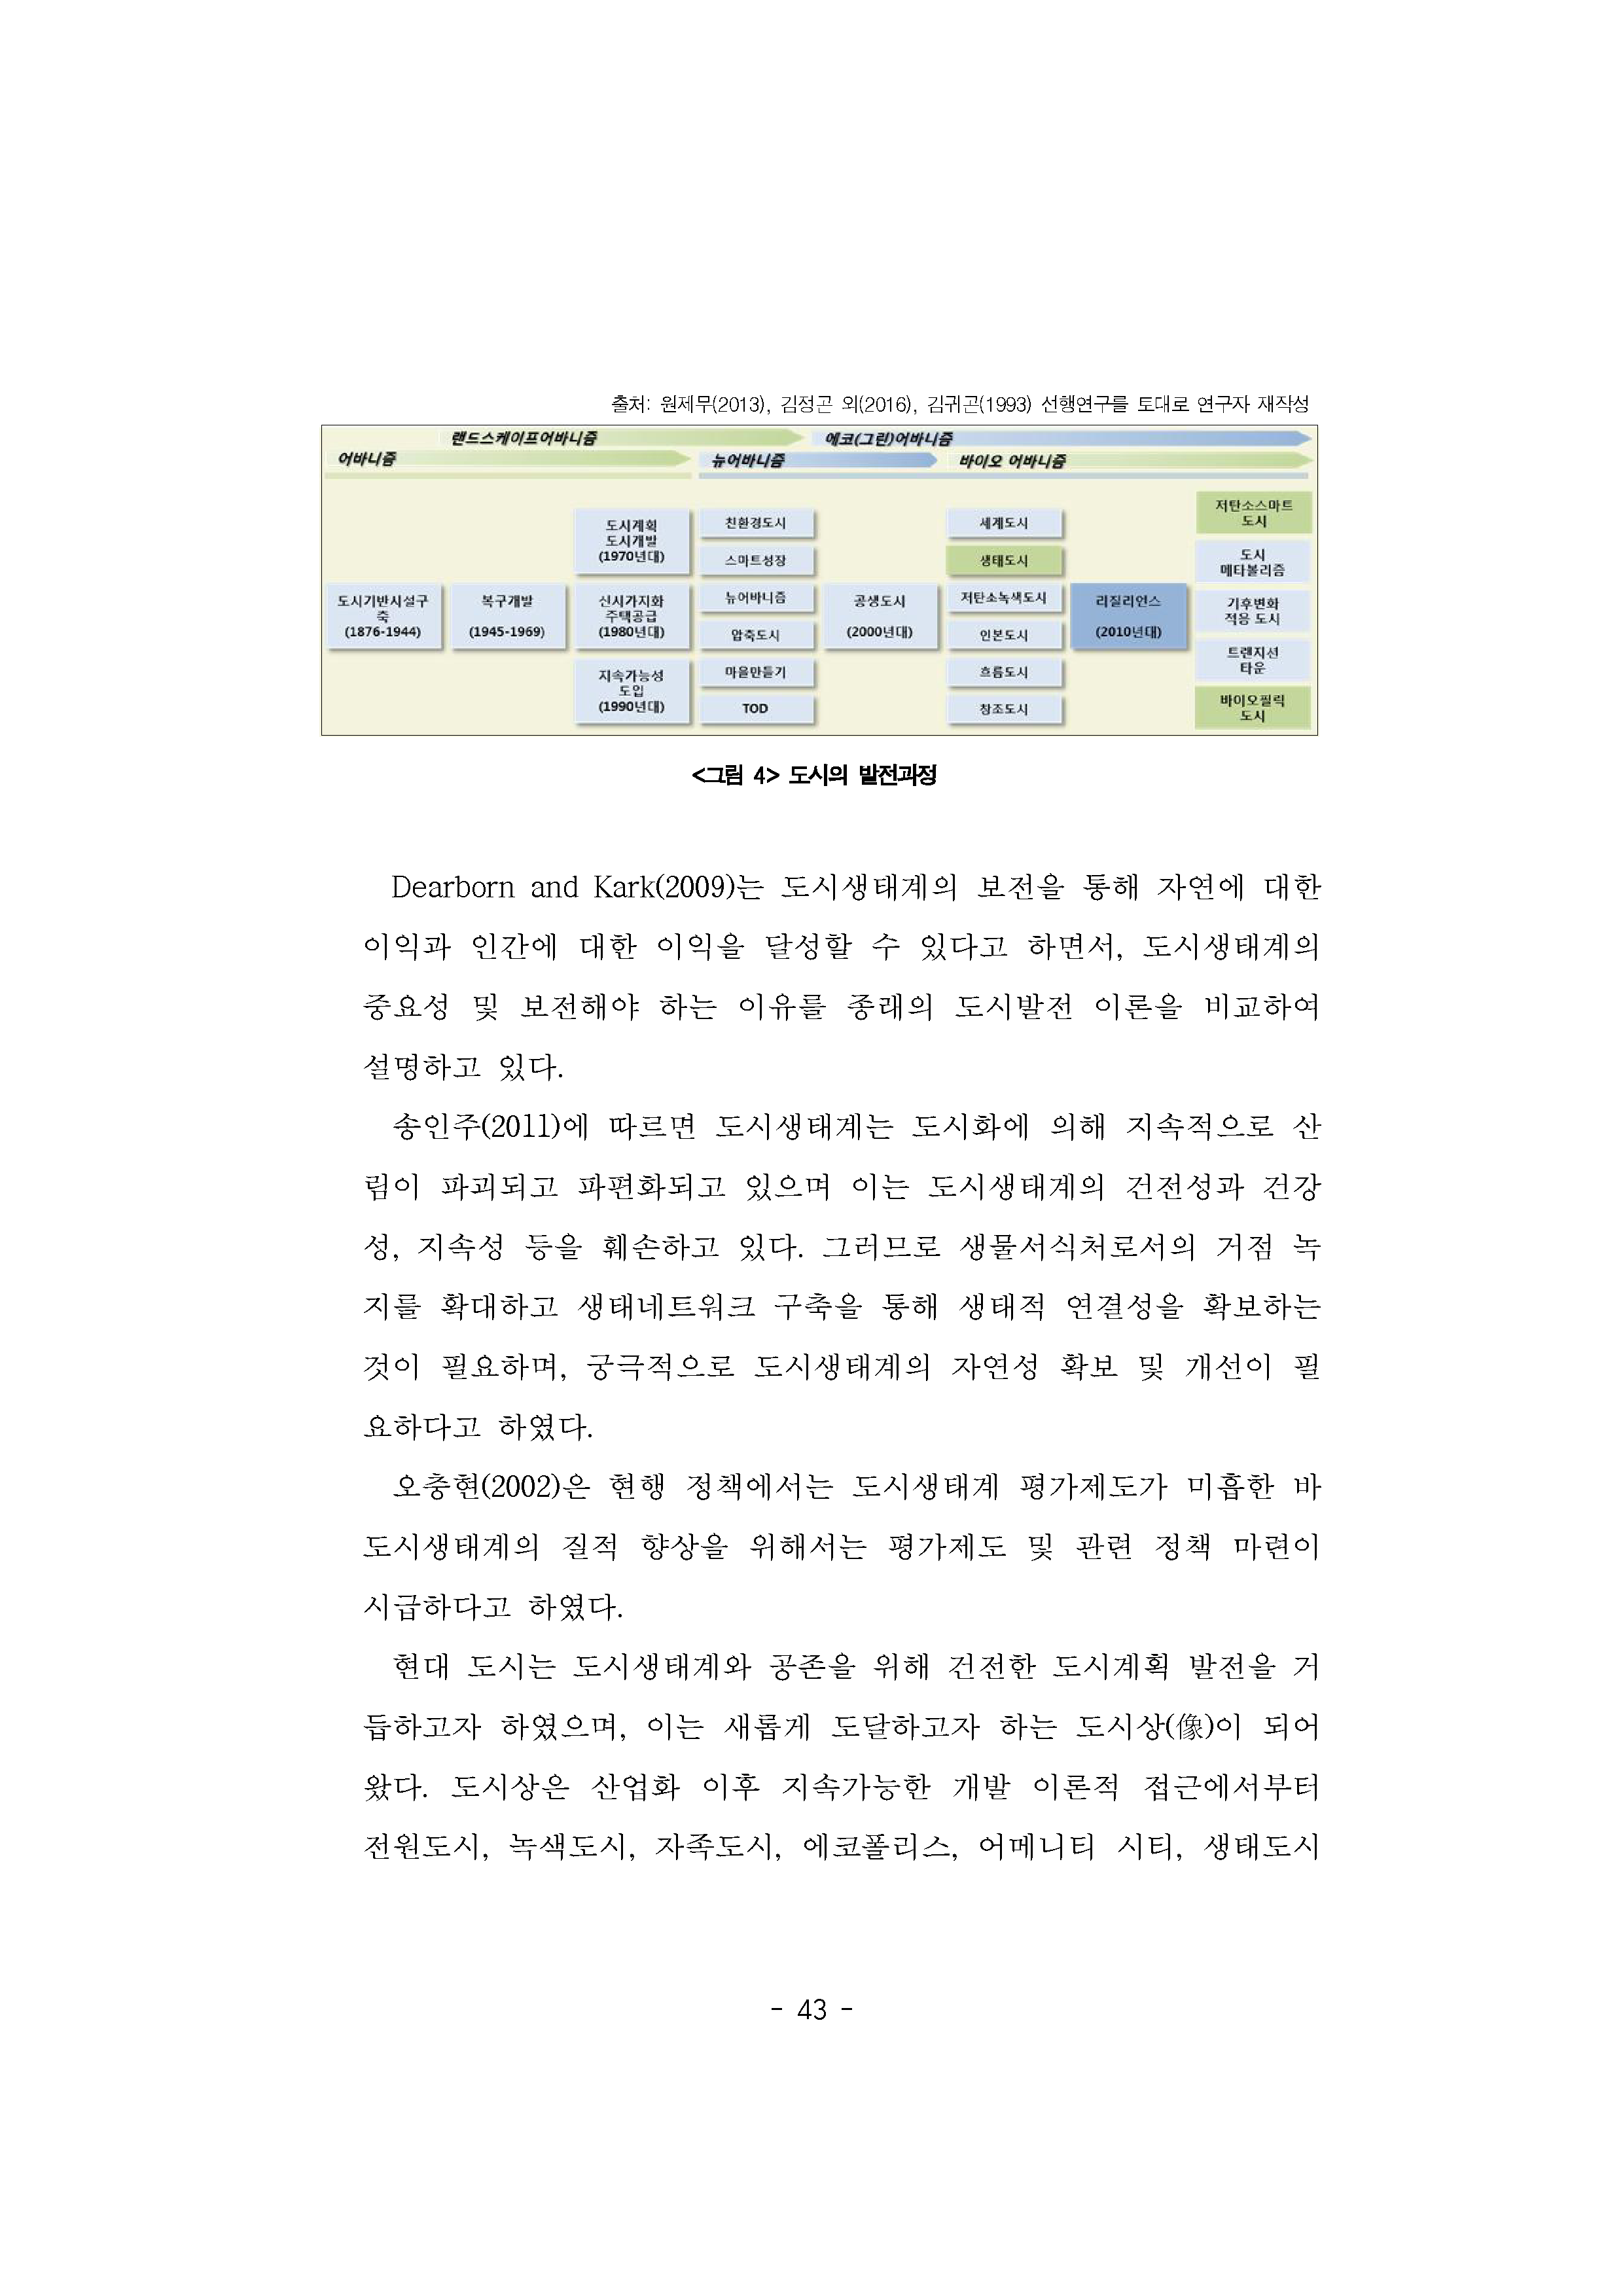 출처: 원제무(2013), 김정곤 외(2016), 김귀곤(1993) 선행연구를 토대로 연구자 재작성
랜드스케이프어바니즘
에코(그린)어바니즘
어바니즘
뉴어바니즘
바이오 어바니즘
도시기반시설구
축
(1876-1944)
복구개발
(1945-1969)
도시계획
도시개발
(1970년대)
신시가지화
주택공급
(1980년대)
지속가능성
도입
(1990년대)
친환경도시
스마트성장
뉴어바니즘
압축도시
마을만들기
TOD
공생도시
(2000년대)
세계도시
생태도시
저탄소녹색도시
인본도시
흐름도시
창조도시
리질리언스
(2010년대)
저탄소스마트
도시
도시
메타볼리즘
기후변화
적응 도시
트랜지션
타운
바이오필릭
도시
<그림 4> 도시의 발전과정
Dearborn and Kark(2009)는 도시생태계의 보전을 통해 자연에 대한
이익과 인간에 대한 이익을 달성할 수 있다고 하면서, 도시생태계의
중요성 및 보전해야 하는 이유를 종래의 도시발전 이론을 비교하여
설명하고 있다.
송인주(2011)에 따르면 도시생태계는 도시화에 의해 지속적으로 산
림이 파괴되고 파편화되고 있으며 이는 도시생태계의 건전성과 건강
성, 지속성 등을 훼손하고 있다. 그러므로 생물서식처로서의 거점 녹
지를 확대하고 생태네트워크 구축을 통해 생태적 연결성을 확보하는
것이 필요하며, 궁극적으로 도시생태계의 자연성 확보 및 개선이 필
요하다고 하였다.
오충현(2002)은 현행 정책에서는 도시생태계 평가제도가 미흡한 바
도시생태계의 질적 향상을 위해서는 평가제도 및 관련 정책 마련이
시급하다고 하였다.
현대 도시는 도시생태계와 공존을 위해 건전한 도시계획 발전을 거
듭하고자 하였으며, 이는 새롭게 도달하고자 하는 도시상(像)이 되어
왔다. 도시상은 산업화 이후 지속가능한 개발 이론적 접근에서부터
전원도시, 녹색도시, 자족도시, 에코폴리스, 어메니티 시티, 생태도시
- 43 -